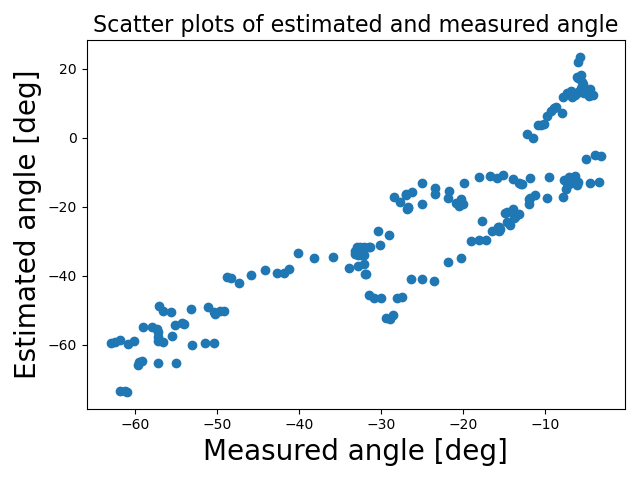 Scatter plots of estimated and measured angle
20
0
−20
−40
−60
Estimated angle [deg]
−60 −50 −40 −30 −20 −10
Measured angle [deg]